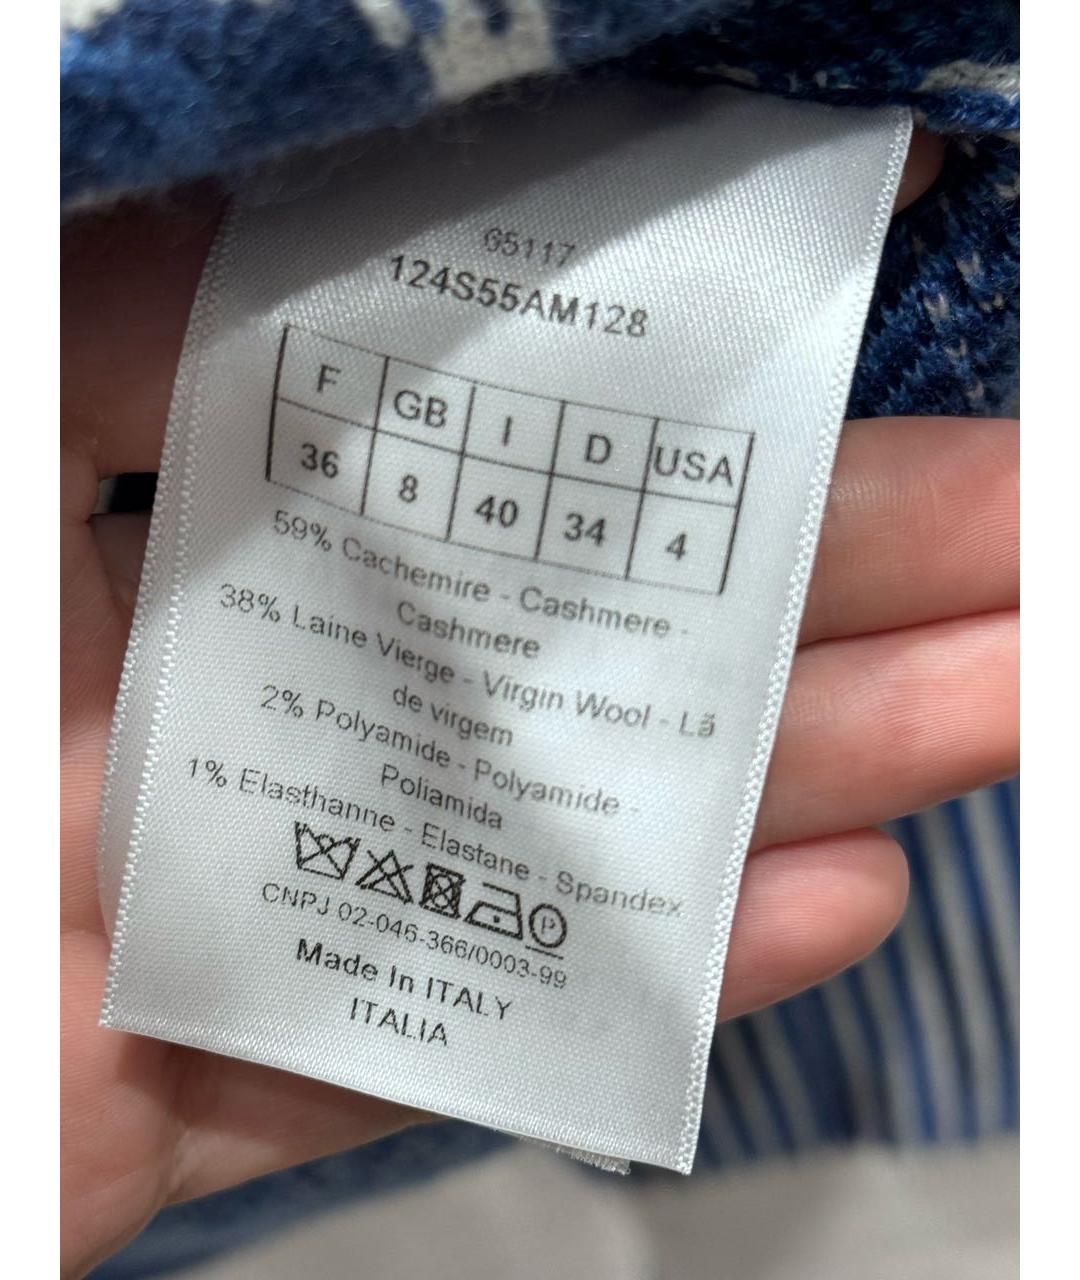 65117
124S55AM128
F GB I D USA
36 8 40 34 4
59% Cachemire - Cashmere -
Cashmere
38% Laine Vierge - Virgin Wool - Lã
de virgem
2% Polyamide - Polyamide -
Poliamida
1% Elasthanne - Elastane - Spandex
P
CNPJ 02-046-366/0003-99
Made In ITALY
ITALIA